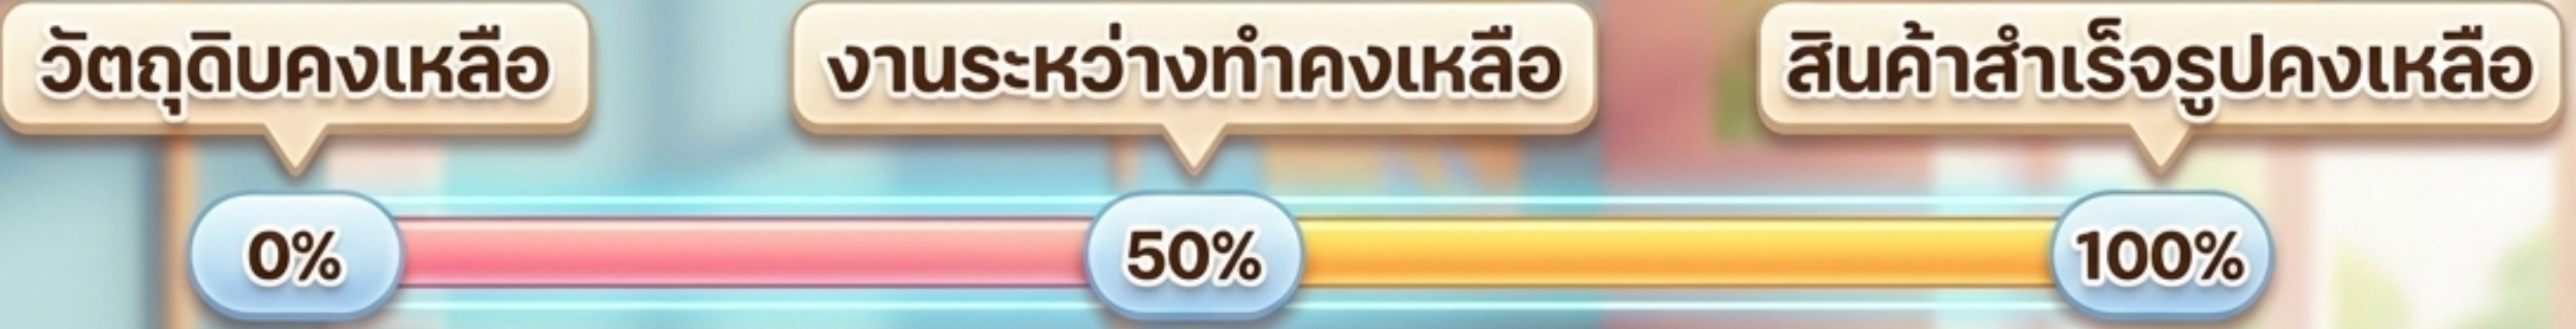 วัตถุดิบคงเหลือ
งานระหว่างทำคงเหลือ
สินค้าสำเร็จรูปคงเหลือ
0%
50%
100%